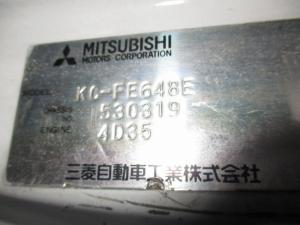 MITSUBISHI
MOTORS CORPORATION
MODEL KC-FE648E
CHASSIS NO. 530319
ENGINE 4D35
三菱自動車工業株式会社